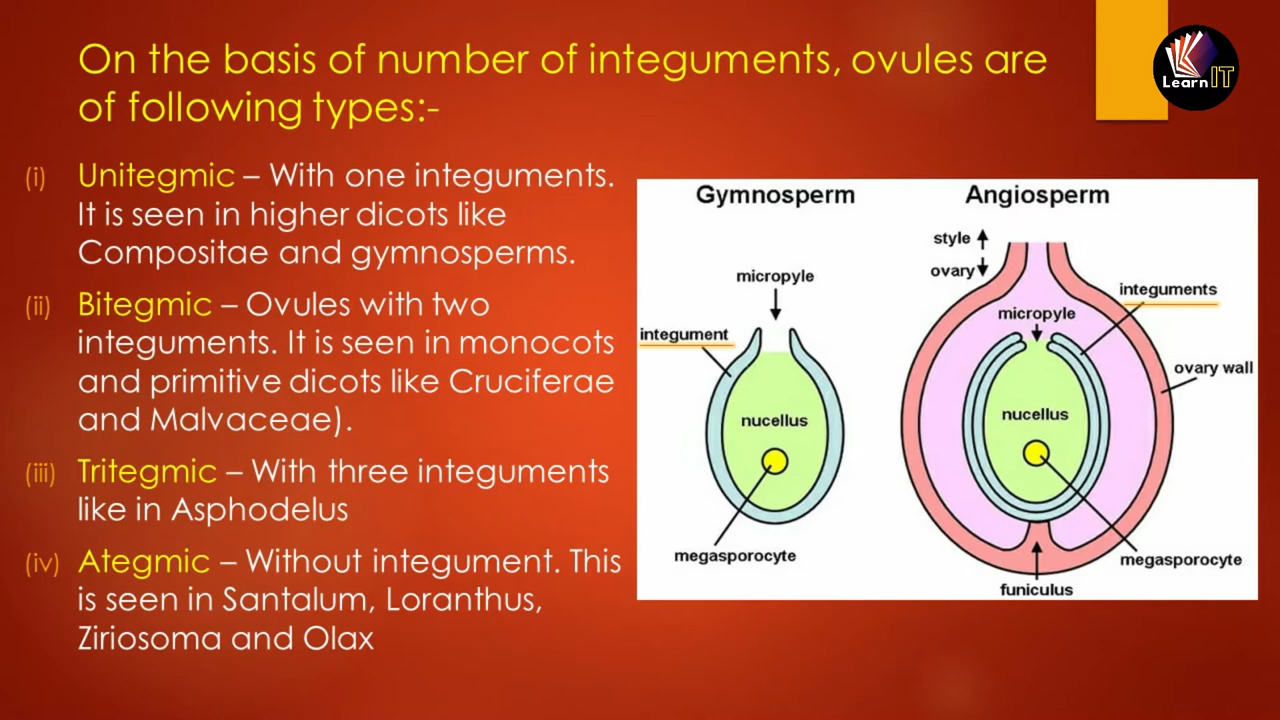 On the basis of number of integuments, ovules are
of following types:-
Learn IT
(i) Unitegmic – With one integuments.
It is seen in higher dicots like
Compositae and gymnosperms.
(ii) Bitegmic – Ovules with two
integuments. It is seen in monocots
and primitive dicots like Cruciferae
and Malvaceae).
(iii) Tritegmic – With three integuments
like in Asphodelus
(iv) Ategmic – Without integument. This
is seen in Santalum, Loranthus,
Ziriosoma and Olax
Gymnosperm
micropyle
integument
nucellus
megasporocyte
Angiosperm
style
ovary
integuments
micropyle
ovary wall
nucellus
megasporocyte
funiculus